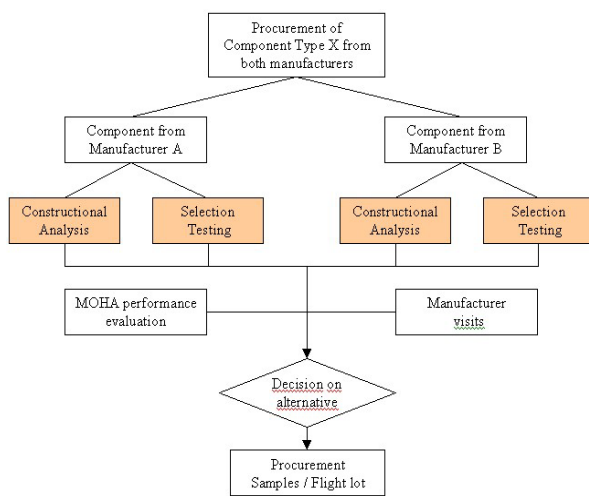 Procurement of
Component Type X from
both manufacturers
Component from
Manufacturer A
Component from
Manufacturer B
Constructional
Analysis
Selection
Testing
Constructional
Analysis
Selection
Testing
MOHA performance
evaluation
Manufacturer
visits
Decision on
alternative
Procurement
Samples / Flight lot